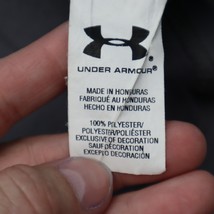 UNDER ARMOUR®
MADE IN HONDURAS
FABRIQUÉ AU HONDURAS
HECHO EN HONDURAS
100% POLYESTER/
POLYESTER/POLIÉSTER
EXCLUSIVE OF DECORATION
SAUF DÉCORATION
EXCEPTO DECORACIÓN